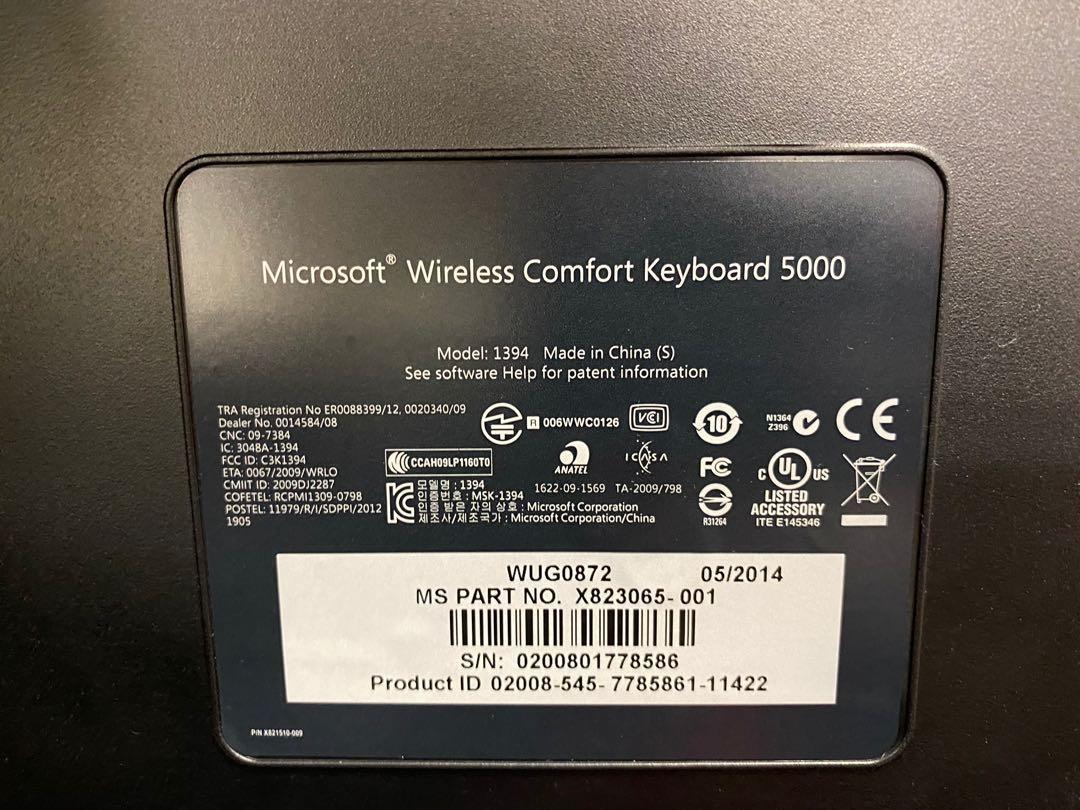 Microsoft® Wireless Comfort Keyboard 5000
Model: 1394 Made in China (S)
See software Help for patent information
TRA Registration No ER0088399/12, 0020340/09
Dealer No. 0014584/08
CNC: 09-7384
IC: 3048A-1394
FCC ID: C3K1394
ETA: 0067/2009/WRLO
CMIIT ID: 2009DJ2287
COFETEL: RCPMI1309-0798
POSTEL: 11979/R/I/SDPPI/2012
1905
R 006WWC0126
VCI
10
N1364
Z396
CE
CCAH09LP1160T0
ANATEL
1622-09-1569
ICASA
TA-2009/798
FC
R31264
C UL US
LISTED
ACCESSORY
ITE E145346
모델명 : 1394
인증번호 : MSK-1394
인증 받은 자의 상호 : Microsoft Corporation
제조사/제조국가 : Microsoft Corporation/China
WUG0872 05/2014
MS PART NO. X823065-001
S/N: 0200801778586
Product ID 02008-545-7785861-11422
P/N X821510-009